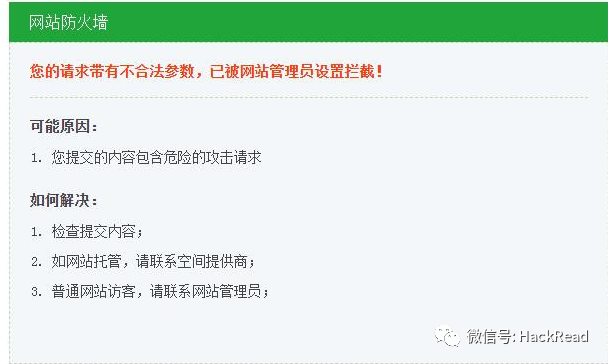 网站防火墙
您的请求带有不合法参数，已被网站管理员设置拦截！
可能原因：
1. 您提交的内容包含危险的攻击请求
如何解决：
1. 检查提交内容；
2. 如网站托管，请联系空间提供商；
3. 普通网站访客，请联系网站管理员；
微信号: HackRead